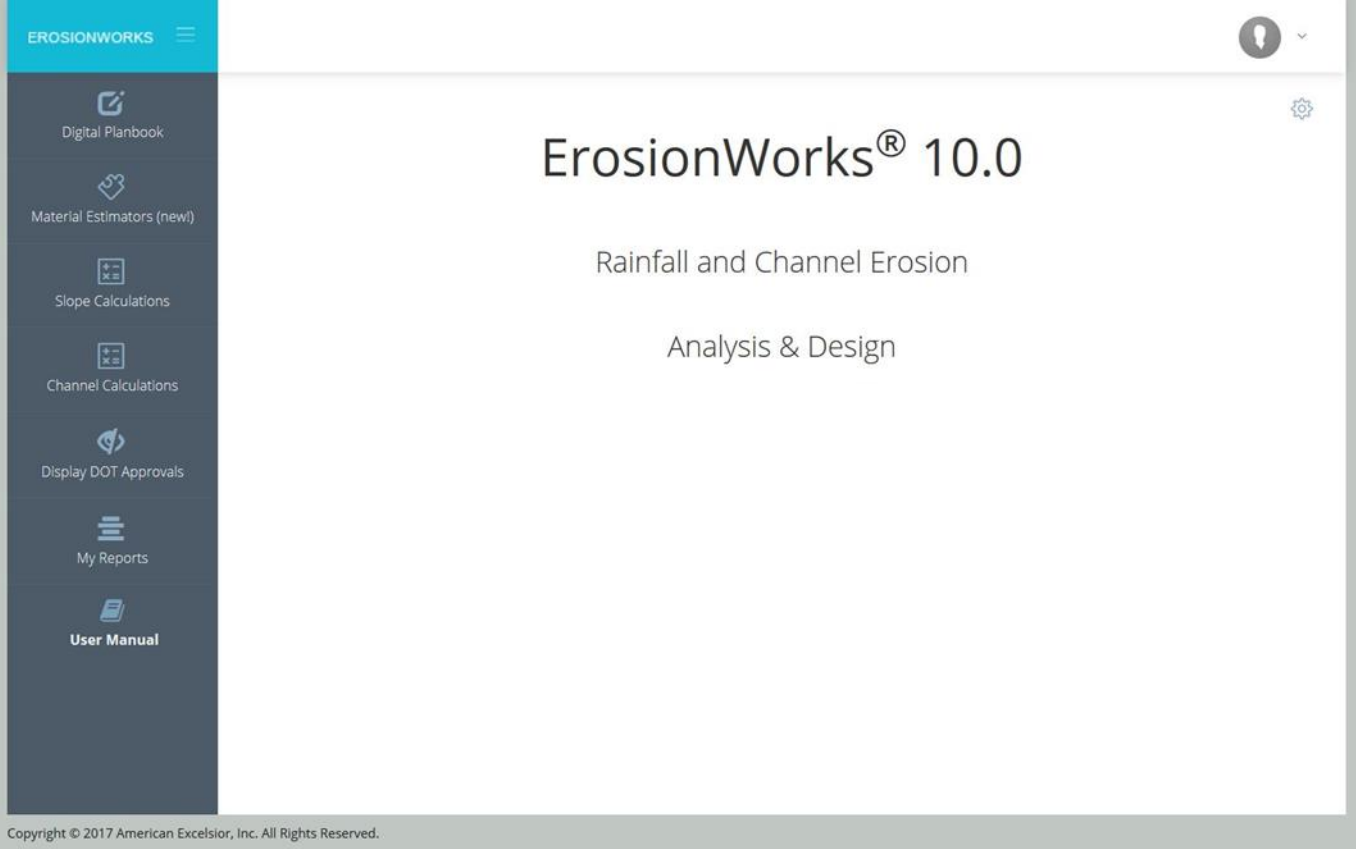 EROSIONWORKS
Digital Planbook
Material Estimators (new!)
Slope Calculations
Channel Calculations
Display DOT Approvals
My Reports
User Manual
ErosionWorks® 10.0
Rainfall and Channel Erosion
Analysis & Design
Copyright © 2017 American Excelsior, Inc. All Rights Reserved.